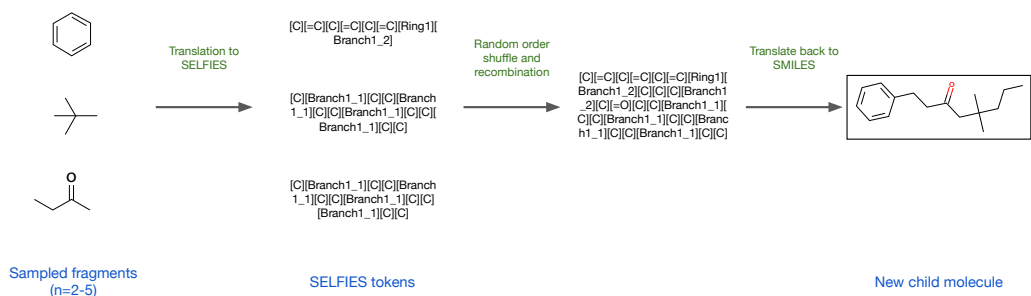 [C][=C][C][=C][C][=C][Ring1][
Branch1_2]
Translation to
SELFIES
Random order
shuffle and
recombination
Translate back to
SMILES
[C][Branch1_1][C][C][Branch
1_1][C][C][Branch1_1][C][C][
Branch1_1][C][C]
[C][=C][C][=C][C][=C][Ring1][
Branch1_2][C][C][C][Branch1
_2][C][=O][C][C][Branch1_1][
C][C][Branch1_1][C][C][Branc
h1_1][C][C][Branch1_1][C][C]
O
O
[C][Branch1_1][C][C][Branch
1_1][C][C][Branch1_1][C][C]
[Branch1_1][C][C]
Sampled fragments
(n=2-5)
SELFIES tokens
New child molecule